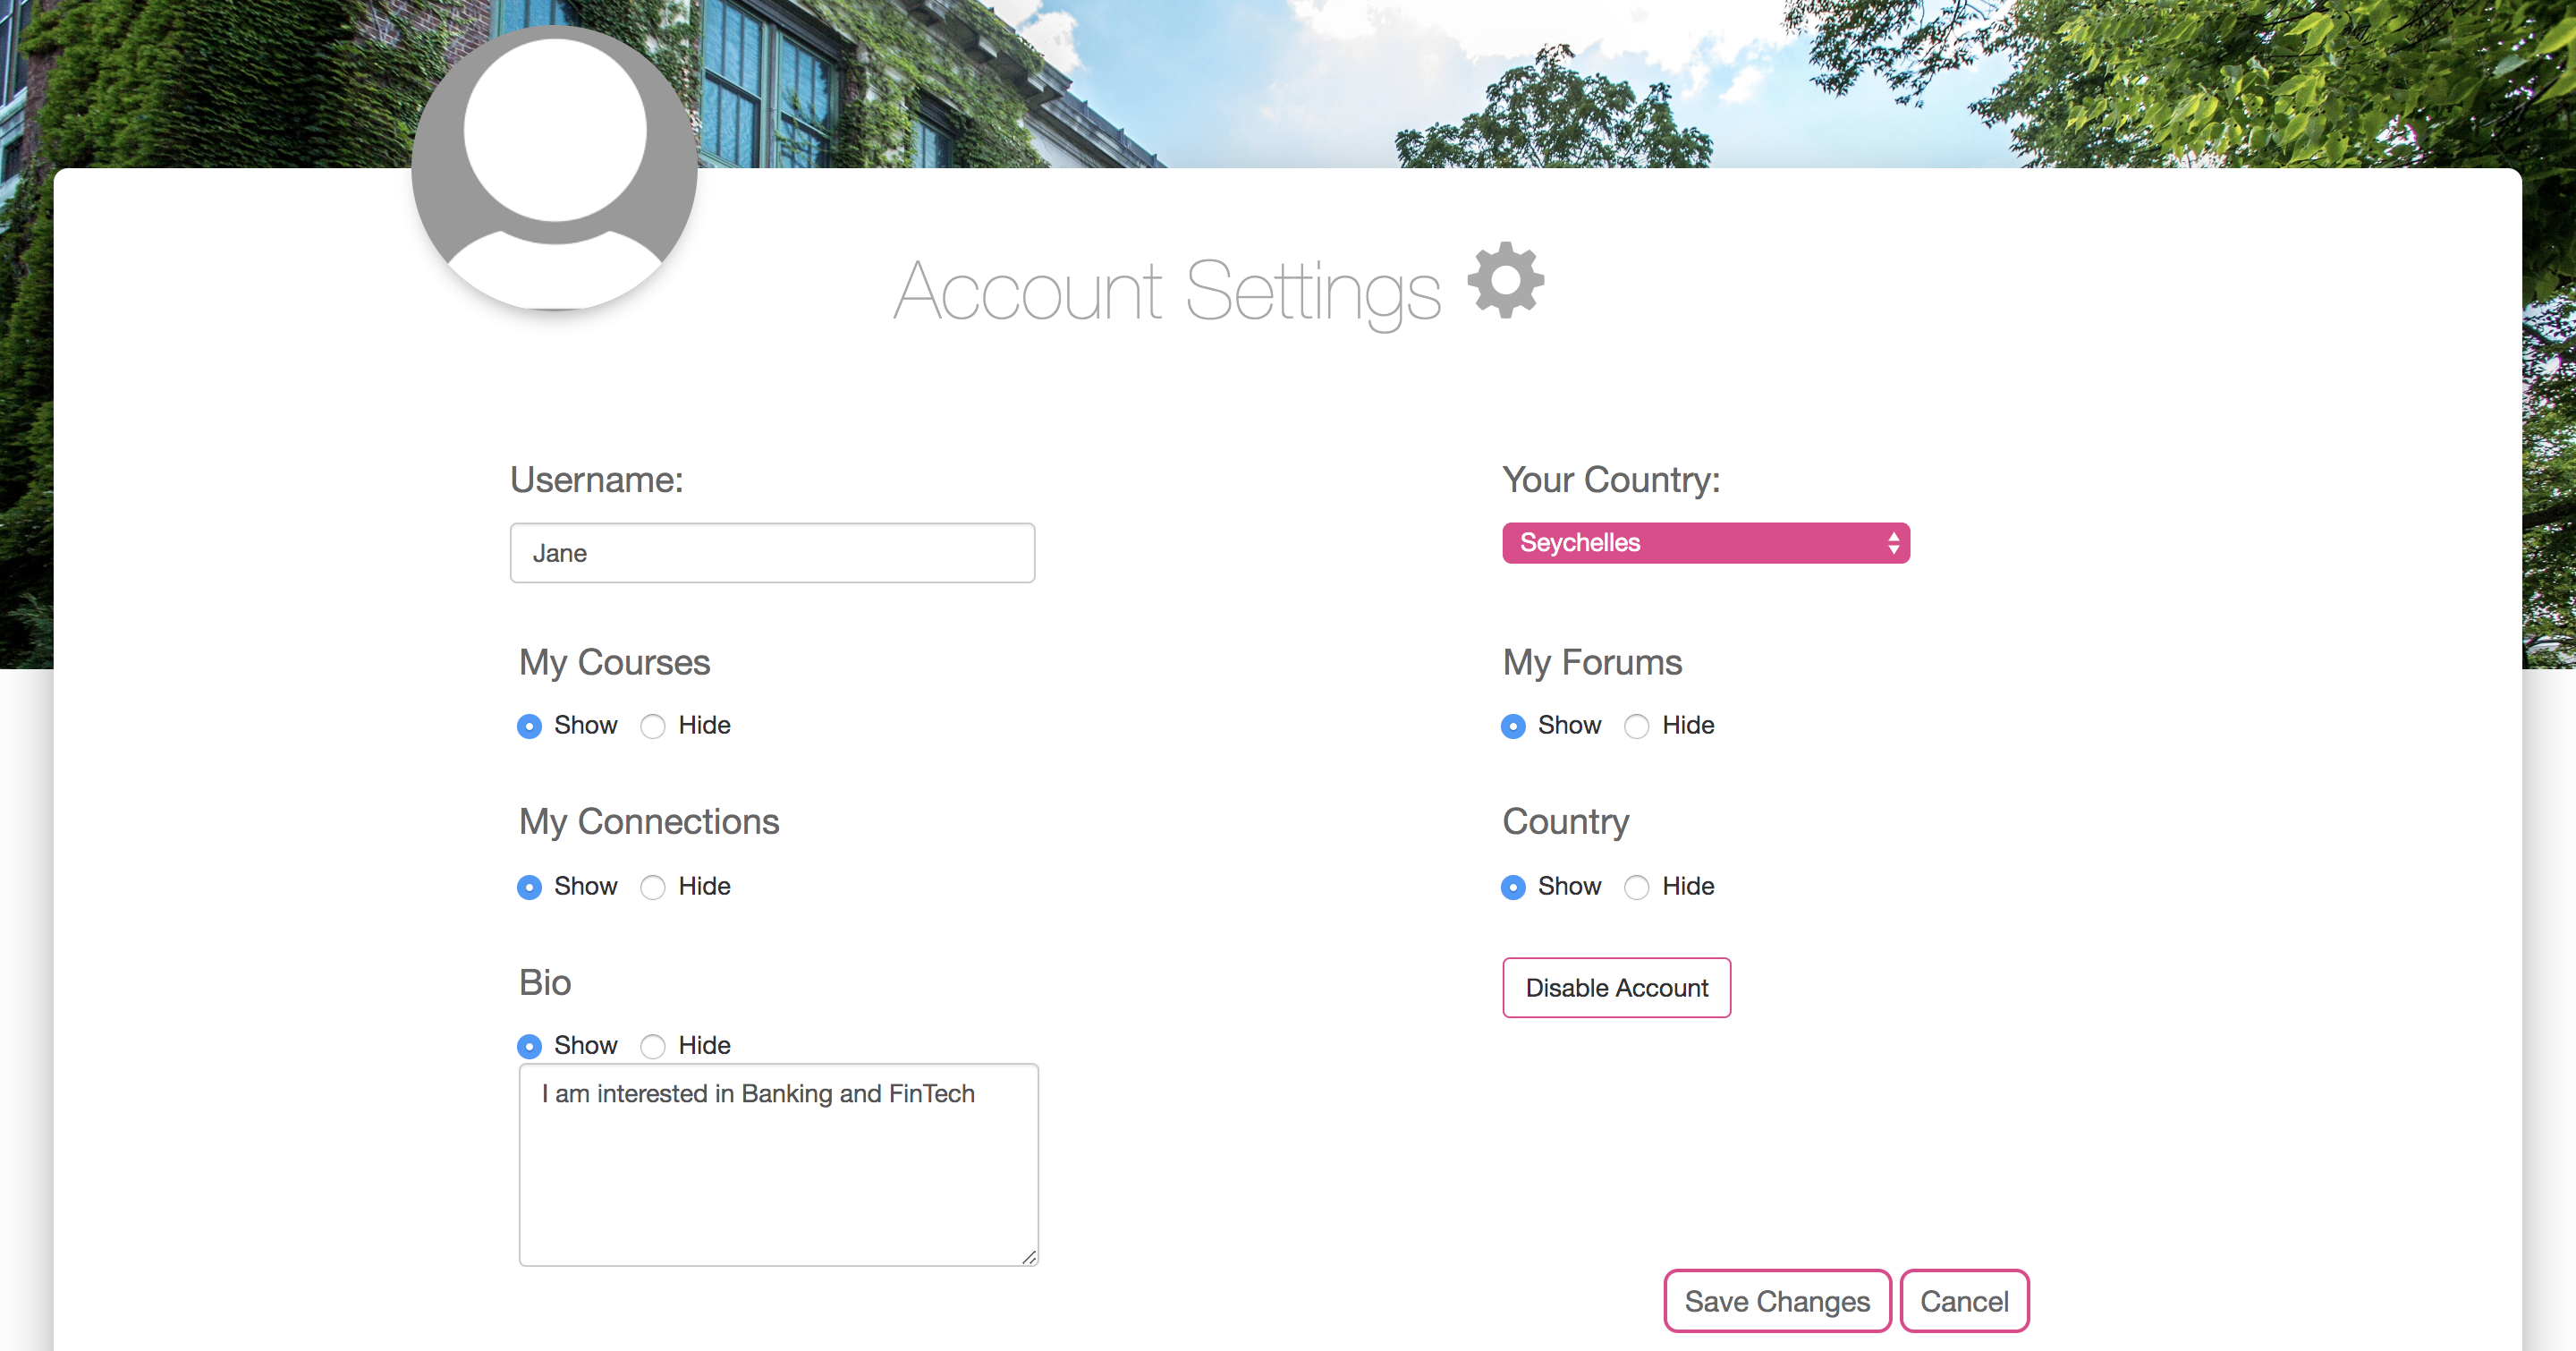 Account Settings
Username:
Jane
Your Country:
Seychelles
My Courses
Show Hide
My Forums
Show Hide
My Connections
Show Hide
Country
Show Hide
Bio
Show Hide
I am interested in Banking and FinTech
Disable Account
Save Changes
Cancel